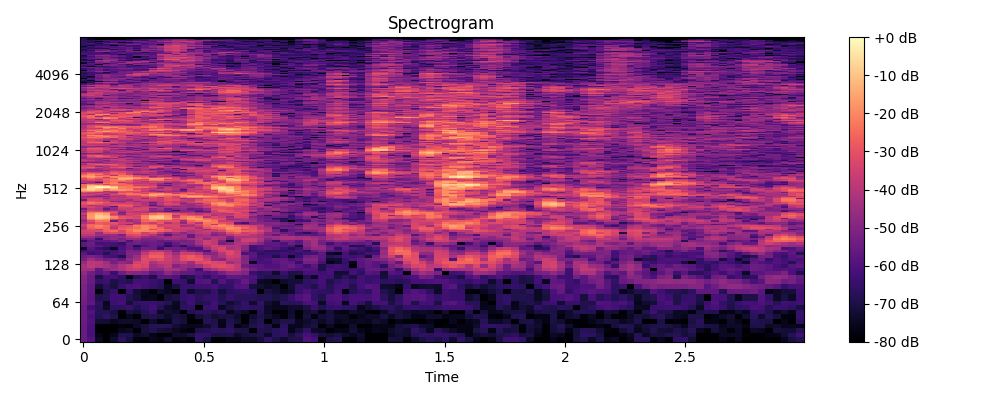 Spectrogram
Hz
4096
2048
1024
512
256
128
64
0
0
0.5
1
1.5
2
2.5
Time
+0 dB
-10 dB
-20 dB
-30 dB
-40 dB
-50 dB
-60 dB
-70 dB
-80 dB